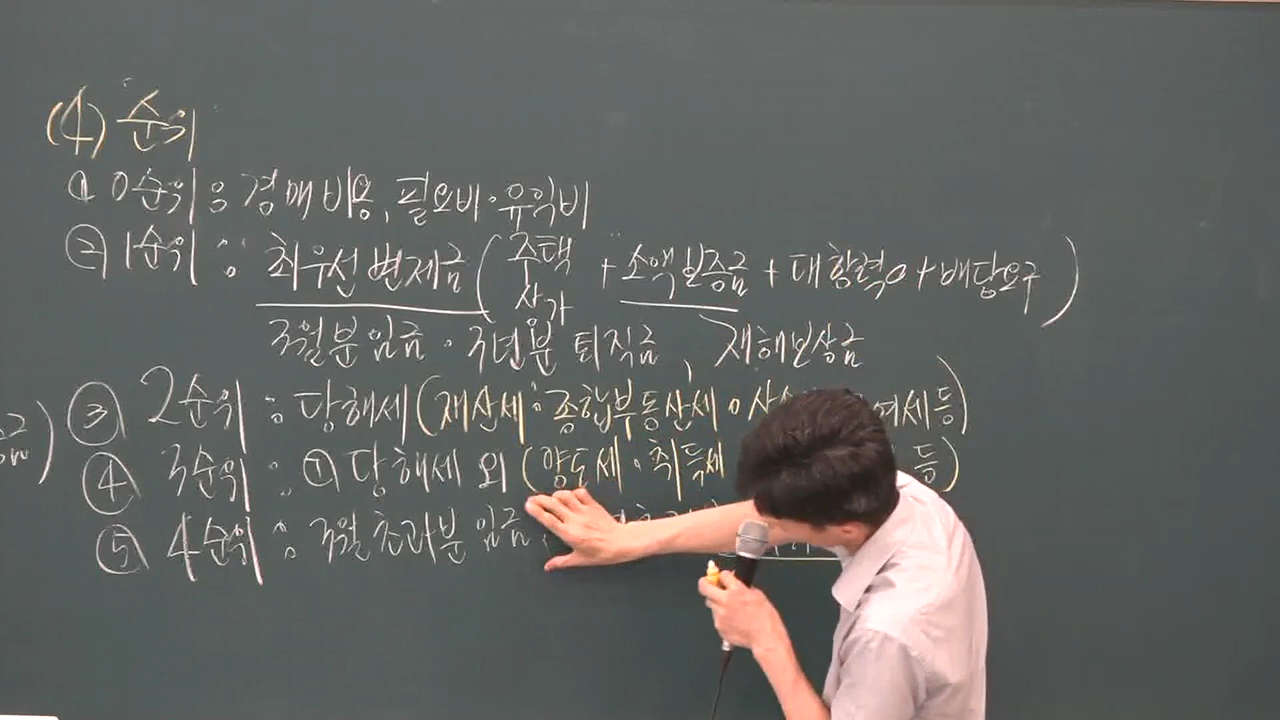 (4) 순위
① 0순위 : 경매비용, 필요비·유익비
② 1순위 : 최우선변제금 ( 주택 상가 + 소액보증금 + 대항력○ + 배당요구 )
3월분 임금 · 3년분 퇴직금, 재해보상금
③ 2순위 : 당해세 (재산세·종합부동산세·상 여세 등)
④ 3순위 : ㉠ 당해세 외 (양도세·취득세 등)
⑤ 4순위 : 3월 초과분 임금,